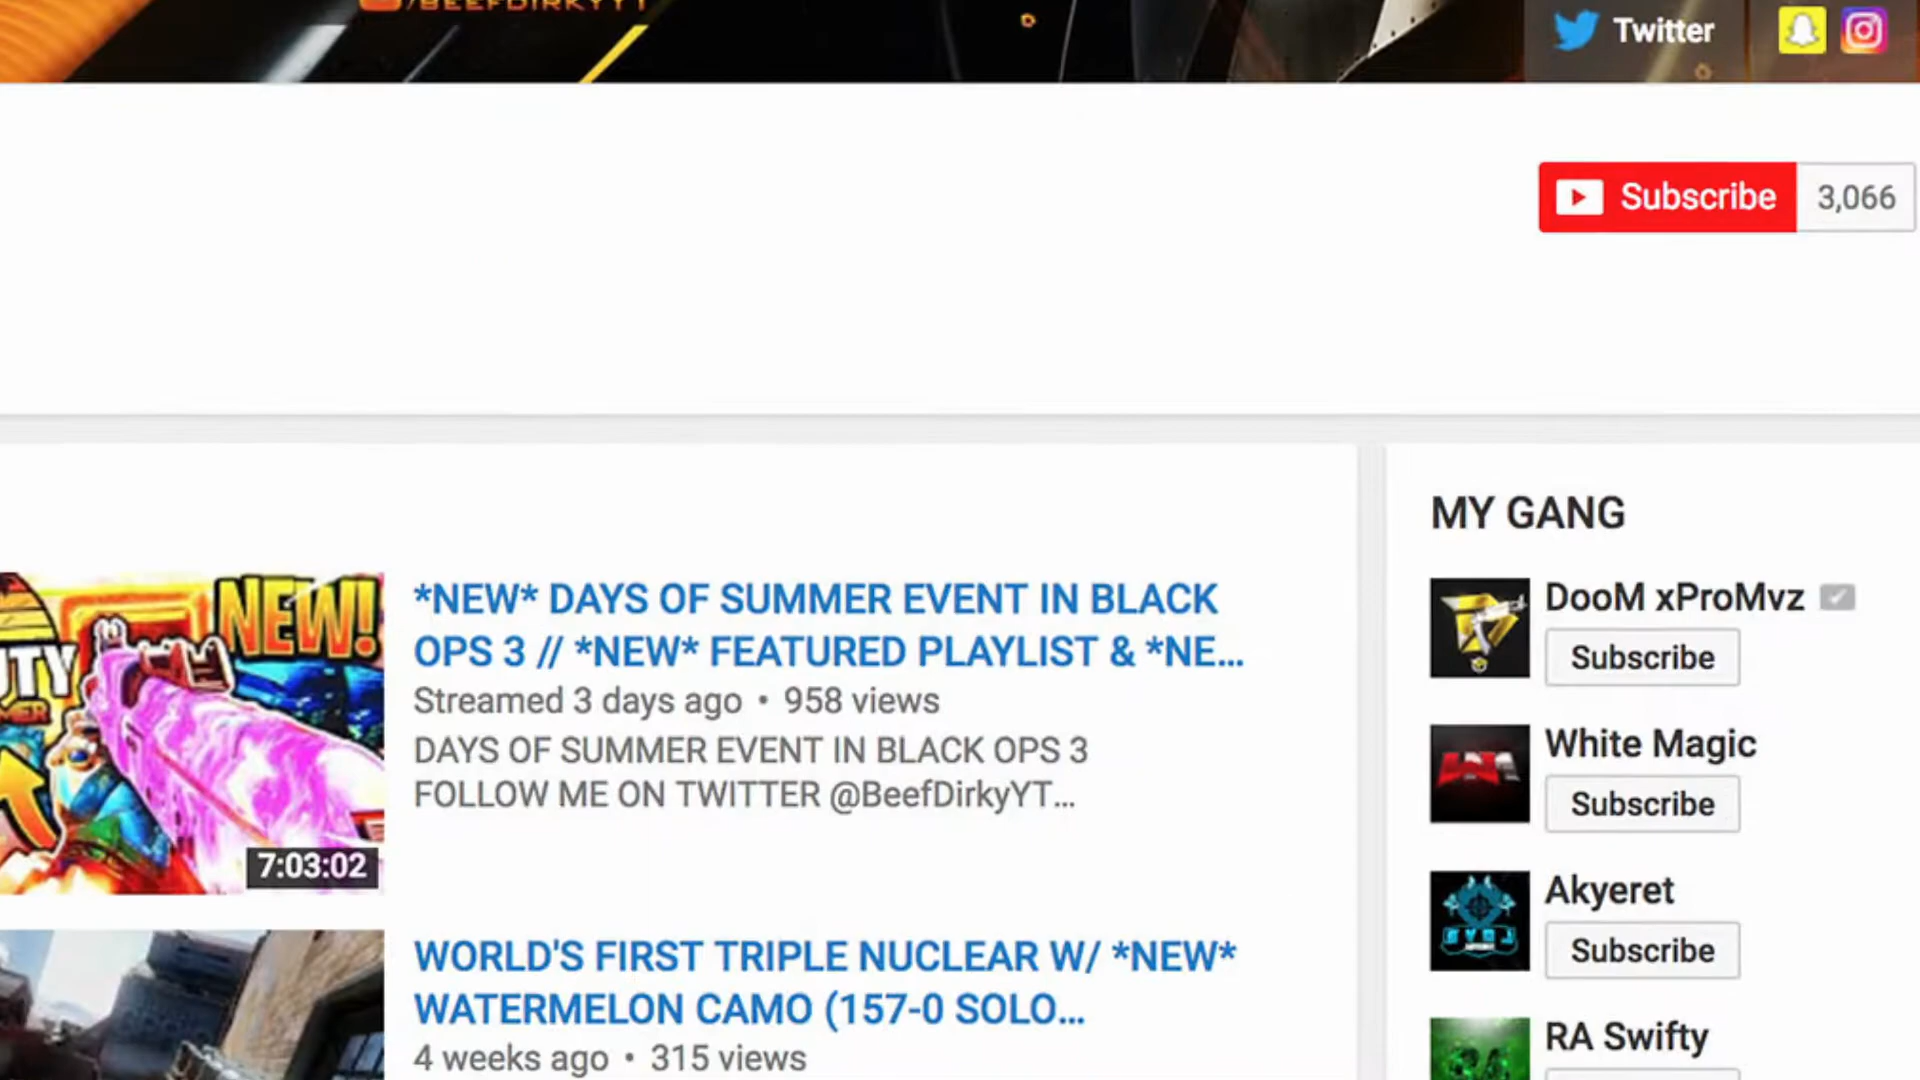 /BEEFDIRKYYT
Twitter
Subscribe 3,066
MY GANG
NEW!
*NEW* DAYS OF SUMMER EVENT IN BLACK
OPS 3 // *NEW* FEATURED PLAYLIST & *NE...
Streamed 3 days ago • 958 views
DAYS OF SUMMER EVENT IN BLACK OPS 3
FOLLOW ME ON TWITTER @BeefDirkyYT...
7:03:02
WORLD'S FIRST TRIPLE NUCLEAR W/ *NEW*
WATERMELON CAMO (157-0 SOLO...
4 weeks ago • 315 views
DooM xProMvz
Subscribe
White Magic
Subscribe
Akyeret
Subscribe
RA Swifty